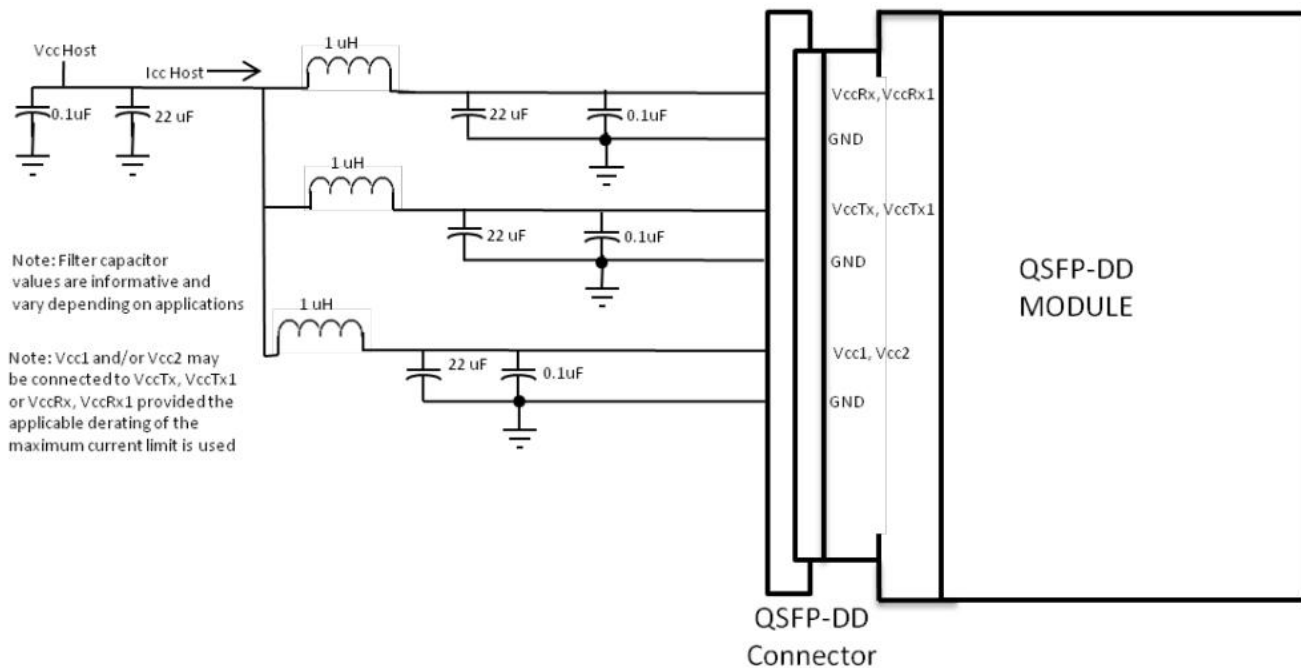 1 uH
Vcc Host
Icc Host
0.1uF
22 uF
22 uF
0.1uF
VccRx, VccRx1
GND
1 uH
22 uF
0.1uF
VccTx, VccTx1
GND
Note: Filter capacitor
values are informative and
vary depending on applications
QSFP-DD
MODULE
1 uH
Note: Vcc1 and/or Vcc2 may
be connected to VccTx, VccTx1
or VccRx, VccRx1 provided the
applicable derating of the
maximum current limit is used
22 uF
0.1uF
Vcc1, Vcc2
GND
QSFP-DD
Connector